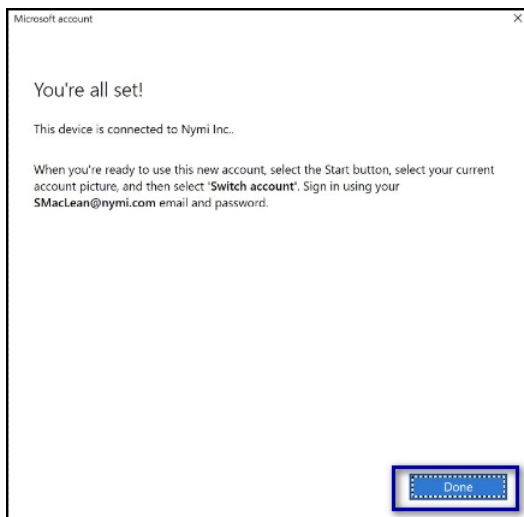 Microsoft account
You're all set!
This device is connected to Nymi Inc..
When you're ready to use this new account, select the Start button, select your current
account picture, and then select 'Switch account'. Sign in using your
SMacLean@nymi.com email and password.
Done